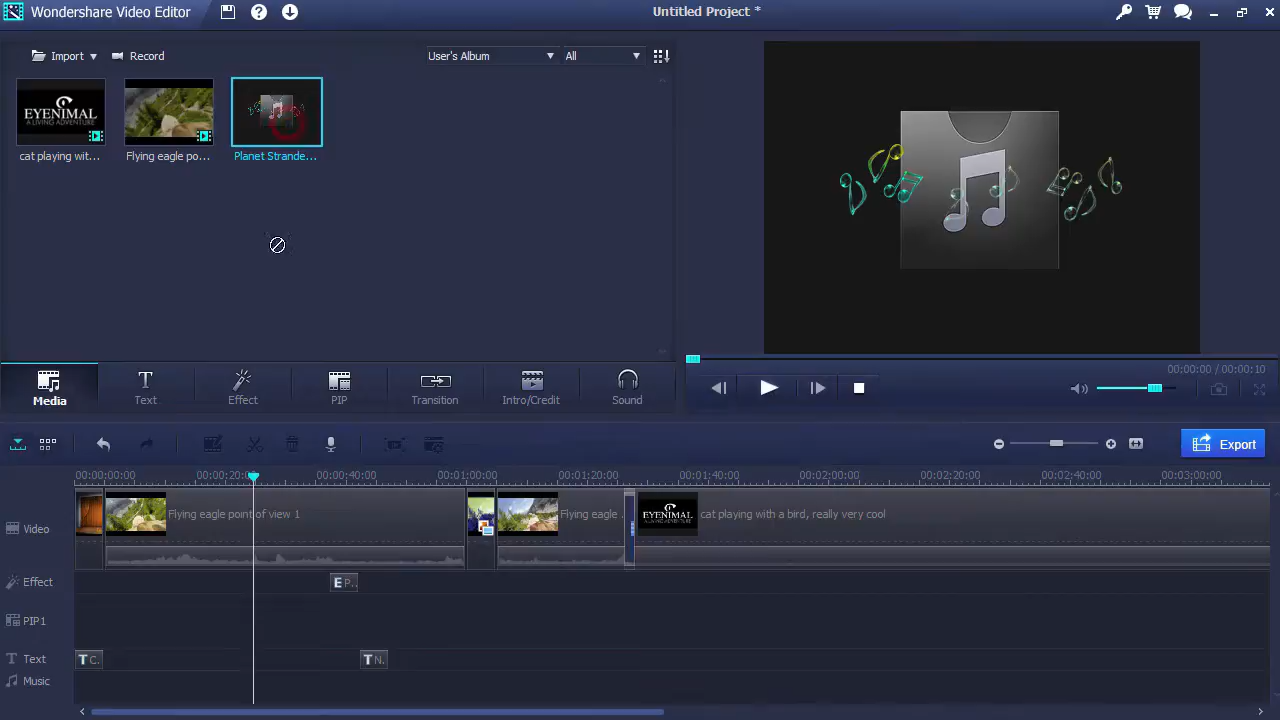 Wondershare Video Editor
Untitled Project *
Import
Record
User's Album
All
EYENIMAL
A LIVING ADVENTURE
cat playing wit...
Flying eagle po...
Planet Strande...
00:00:00 / 00:00:10
Media
Text
Effect
PIP
Transition
Intro/Credit
Sound
Export
00:00:00:00
00:00:20:00
00:00:40:00
00:01:00:00
00:01:20:00
00:01:40:00
00:02:00:00
00:02:20:00
00:02:40:00
00:03:00:00
Video
Flying eagle point of view 1
Flying eagle ..
EYENIMAL
A LIVING ADVENTURE
cat playing with a bird, really very cool
Effect
E P..
PIP1
Text
T C.
T N.
Music